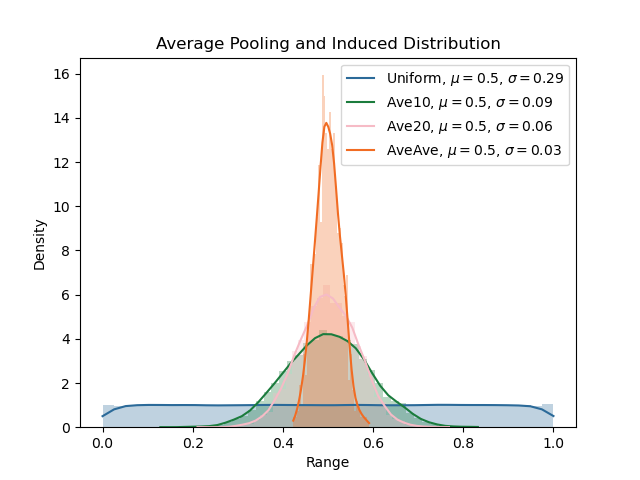 Average Pooling and Induced Distribution
Uniform, μ = 0.5, σ = 0.29
Ave10, μ = 0.5, σ = 0.09
Ave20, μ = 0.5, σ = 0.06
AveAve, μ = 0.5, σ = 0.03
16
14
12
10
8
6
4
2
0
Density
0.0 0.2 0.4 0.6 0.8 1.0
Range